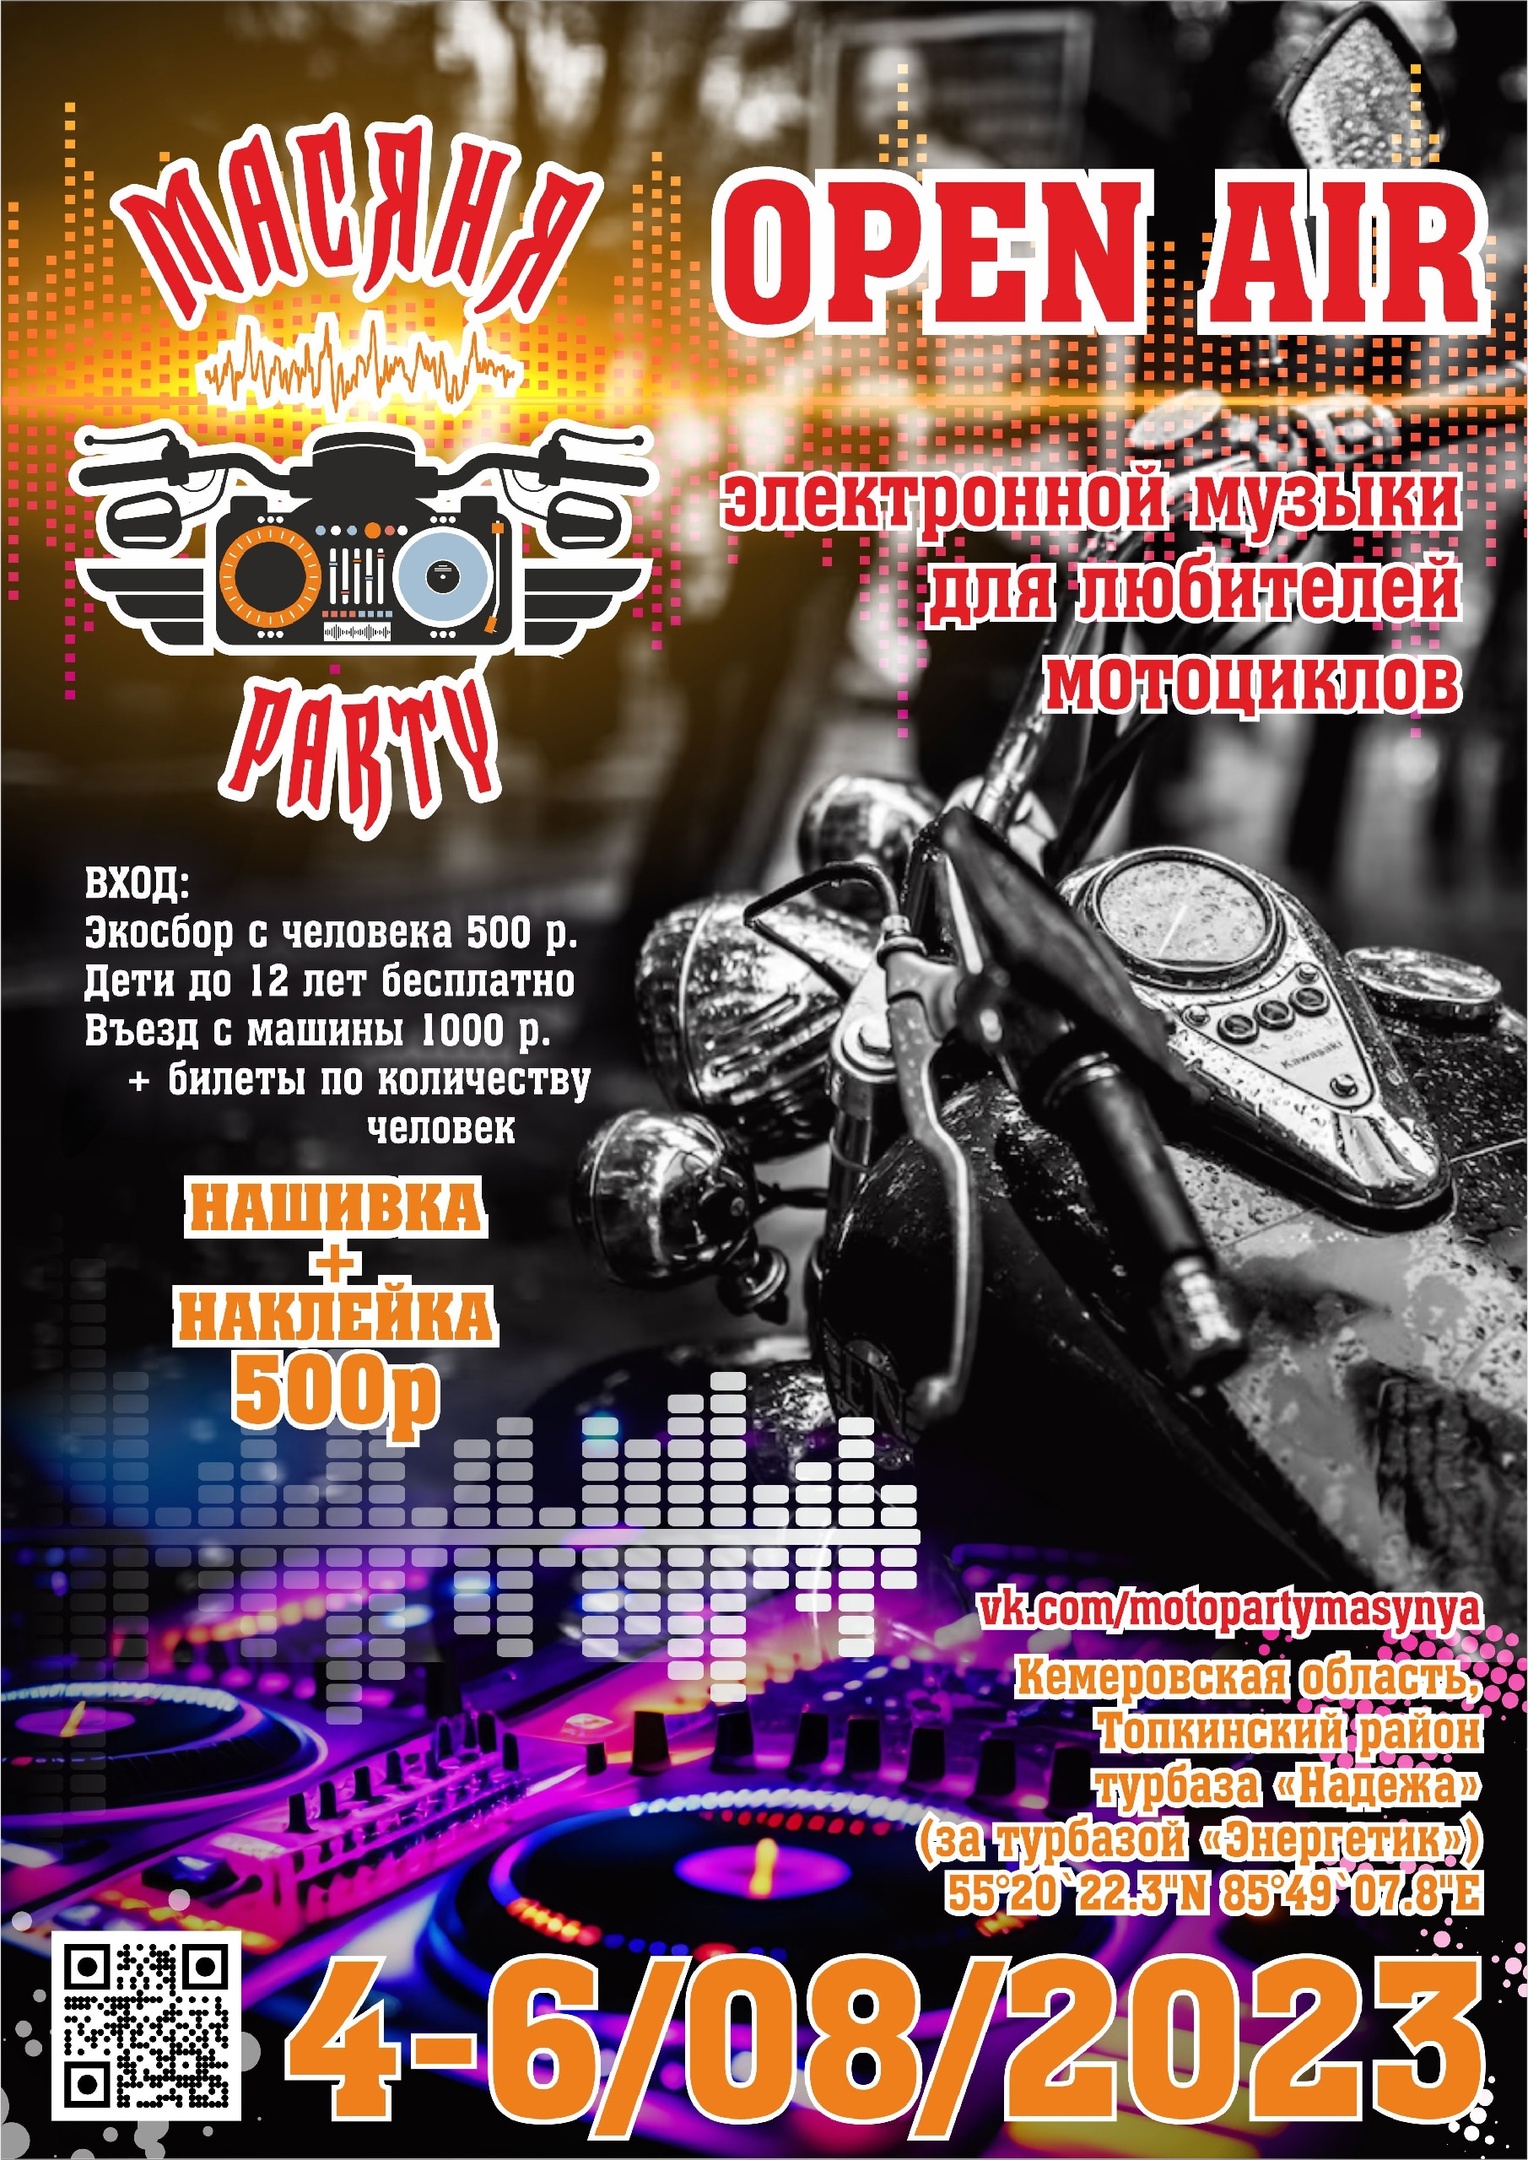 МАСЯНЯ
PARTY
OPEN AIR
электронной музыки
для любителей
мотоциклов
ВХОД:
Экосбор с человека 500 р.
Дети до 12 лет бесплатно
Въезд с машины 1000 р.
+ билеты по количеству
человек
НАШИВКА
+
НАКЛЕЙКА
500р
Kawasaki
vk.com/motopartymasynya
Кемеровская область,
Топкинский район
турбаза «Надежа»
(за турбазой «Энергетик»)
55°20`22.3"N 85°49`07.8"E
4-6/08/2023